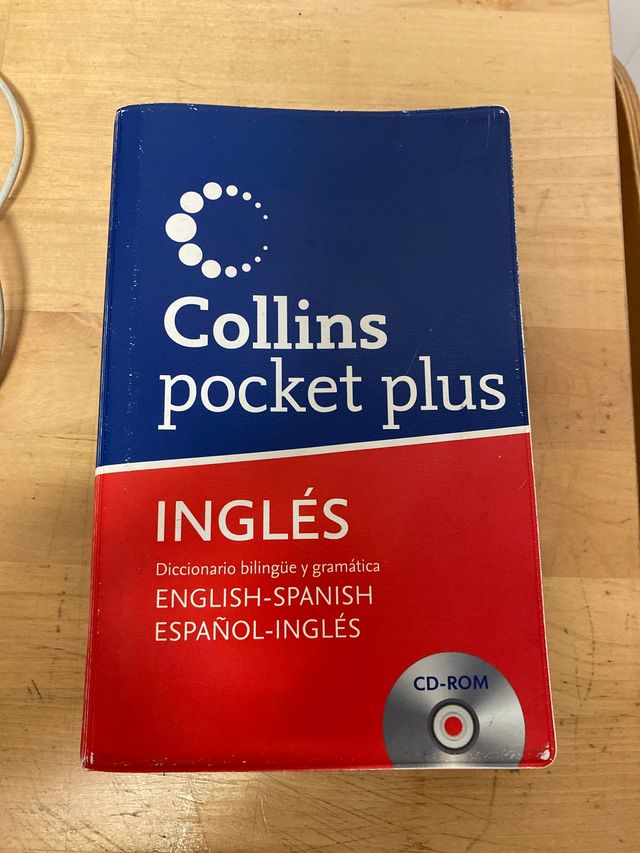 Collins
pocket plus
INGLÉS
Diccionario bilingüe y gramática
ENGLISH-SPANISH
ESPAÑOL-INGLÉS
CD-ROM